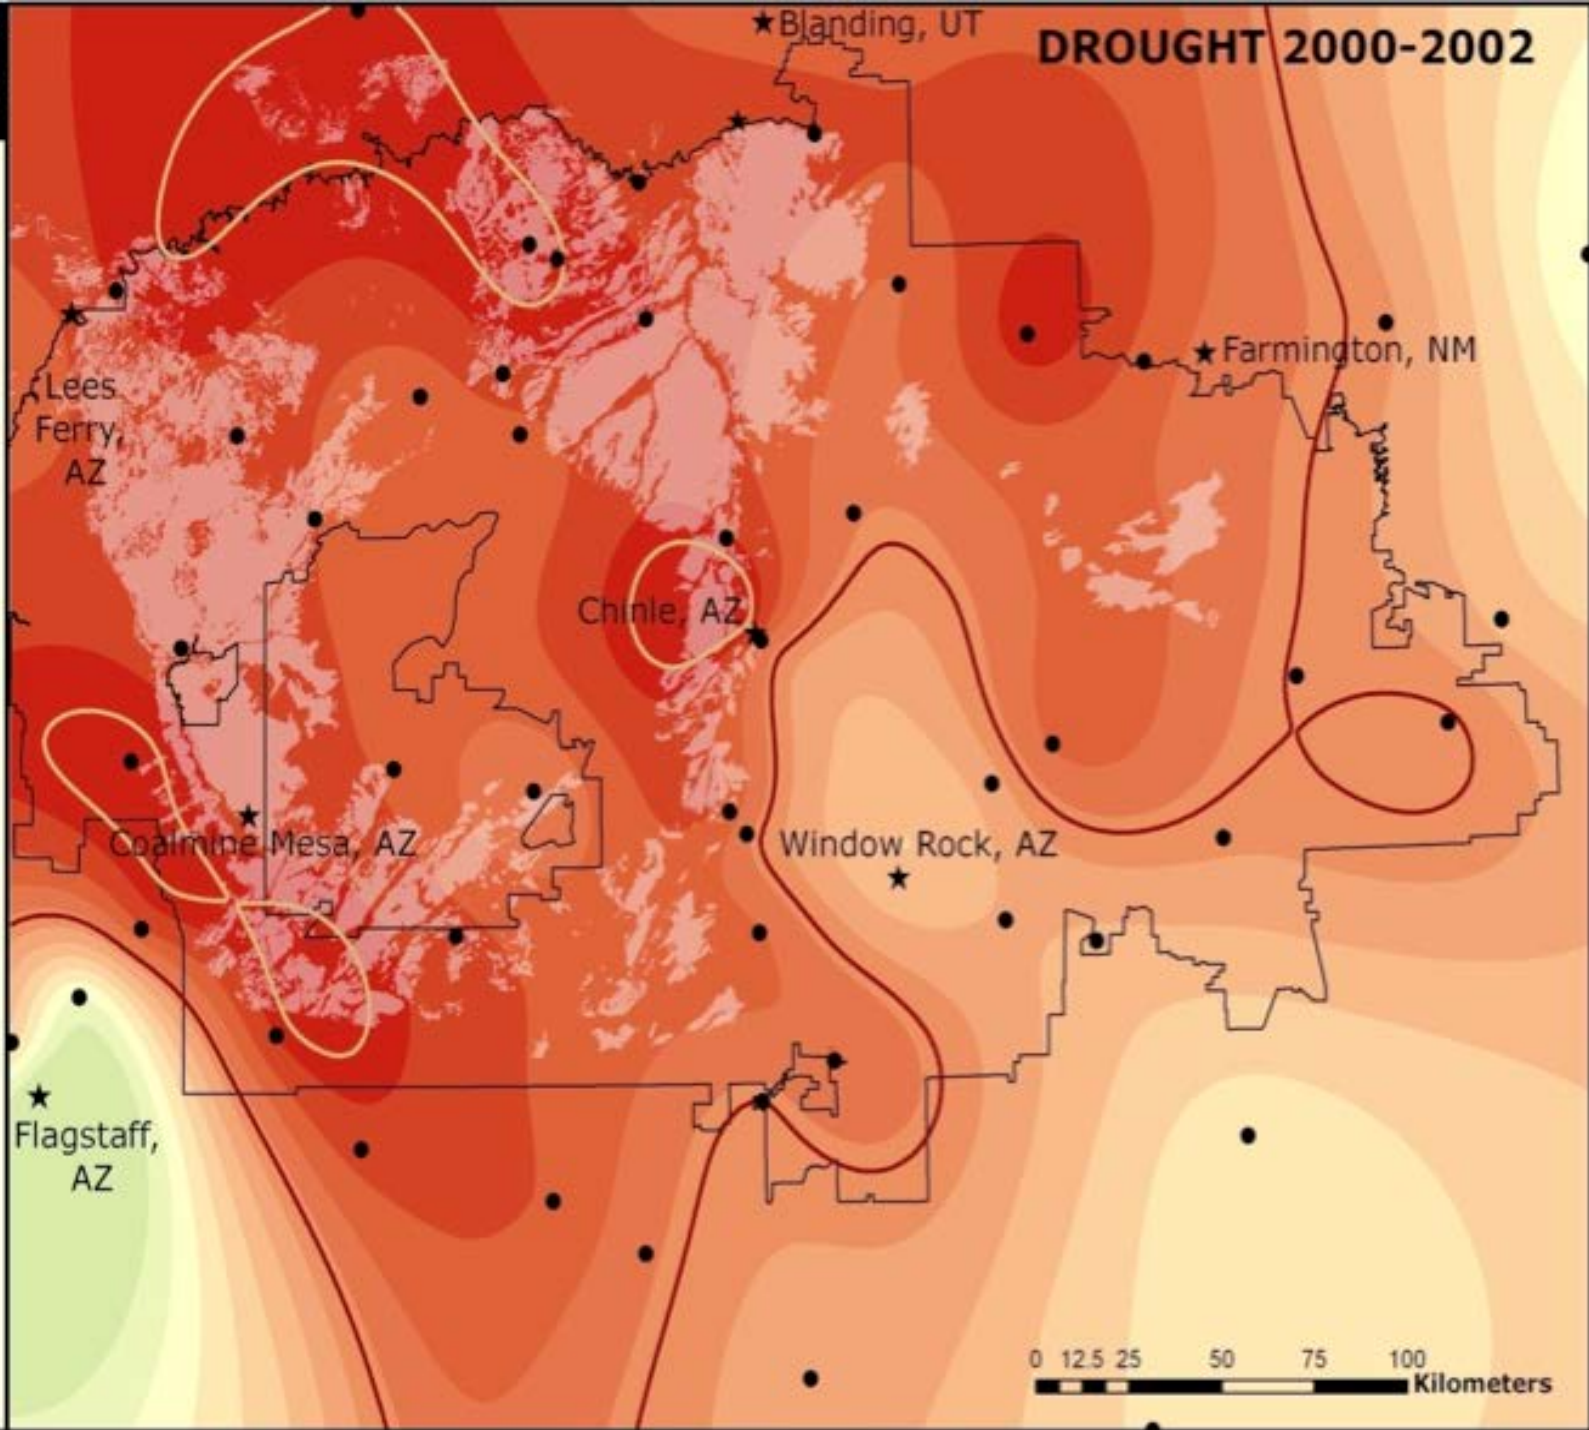 Blanding, UT
DROUGHT 2000-2002
Farmington, NM
Lees
Ferry,
AZ
Chinle, AZ
Coalmine Mesa, AZ
Window Rock, AZ
Flagstaff,
AZ
0 12.5 25 50 75 100
Kilometers